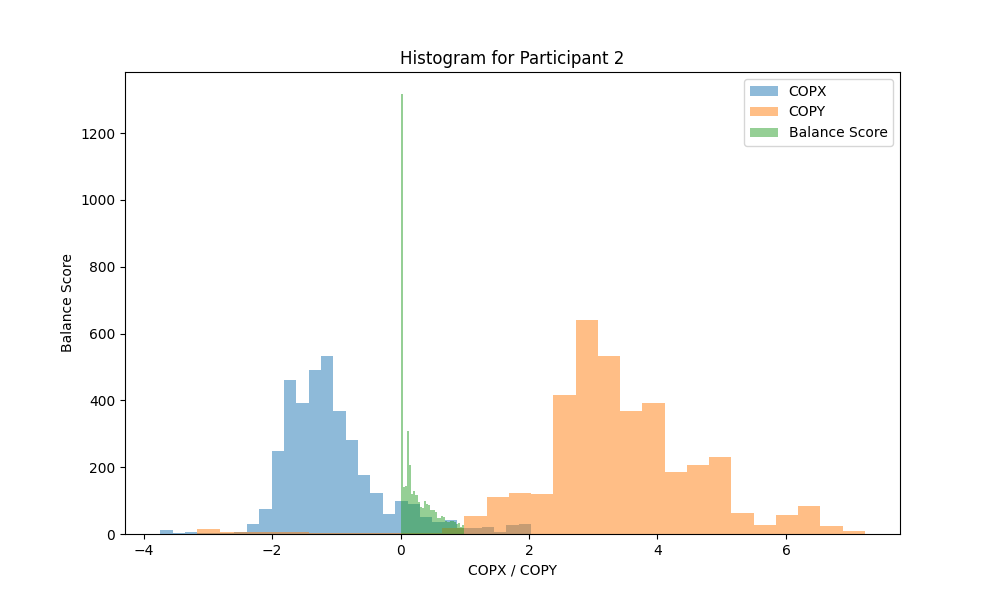 Histogram for Participant 2
COPX
COPY
Balance Score
1200
1000
800
600
400
200
0
Balance Score
−4
−2
0
2
4
6
COPX / COPY